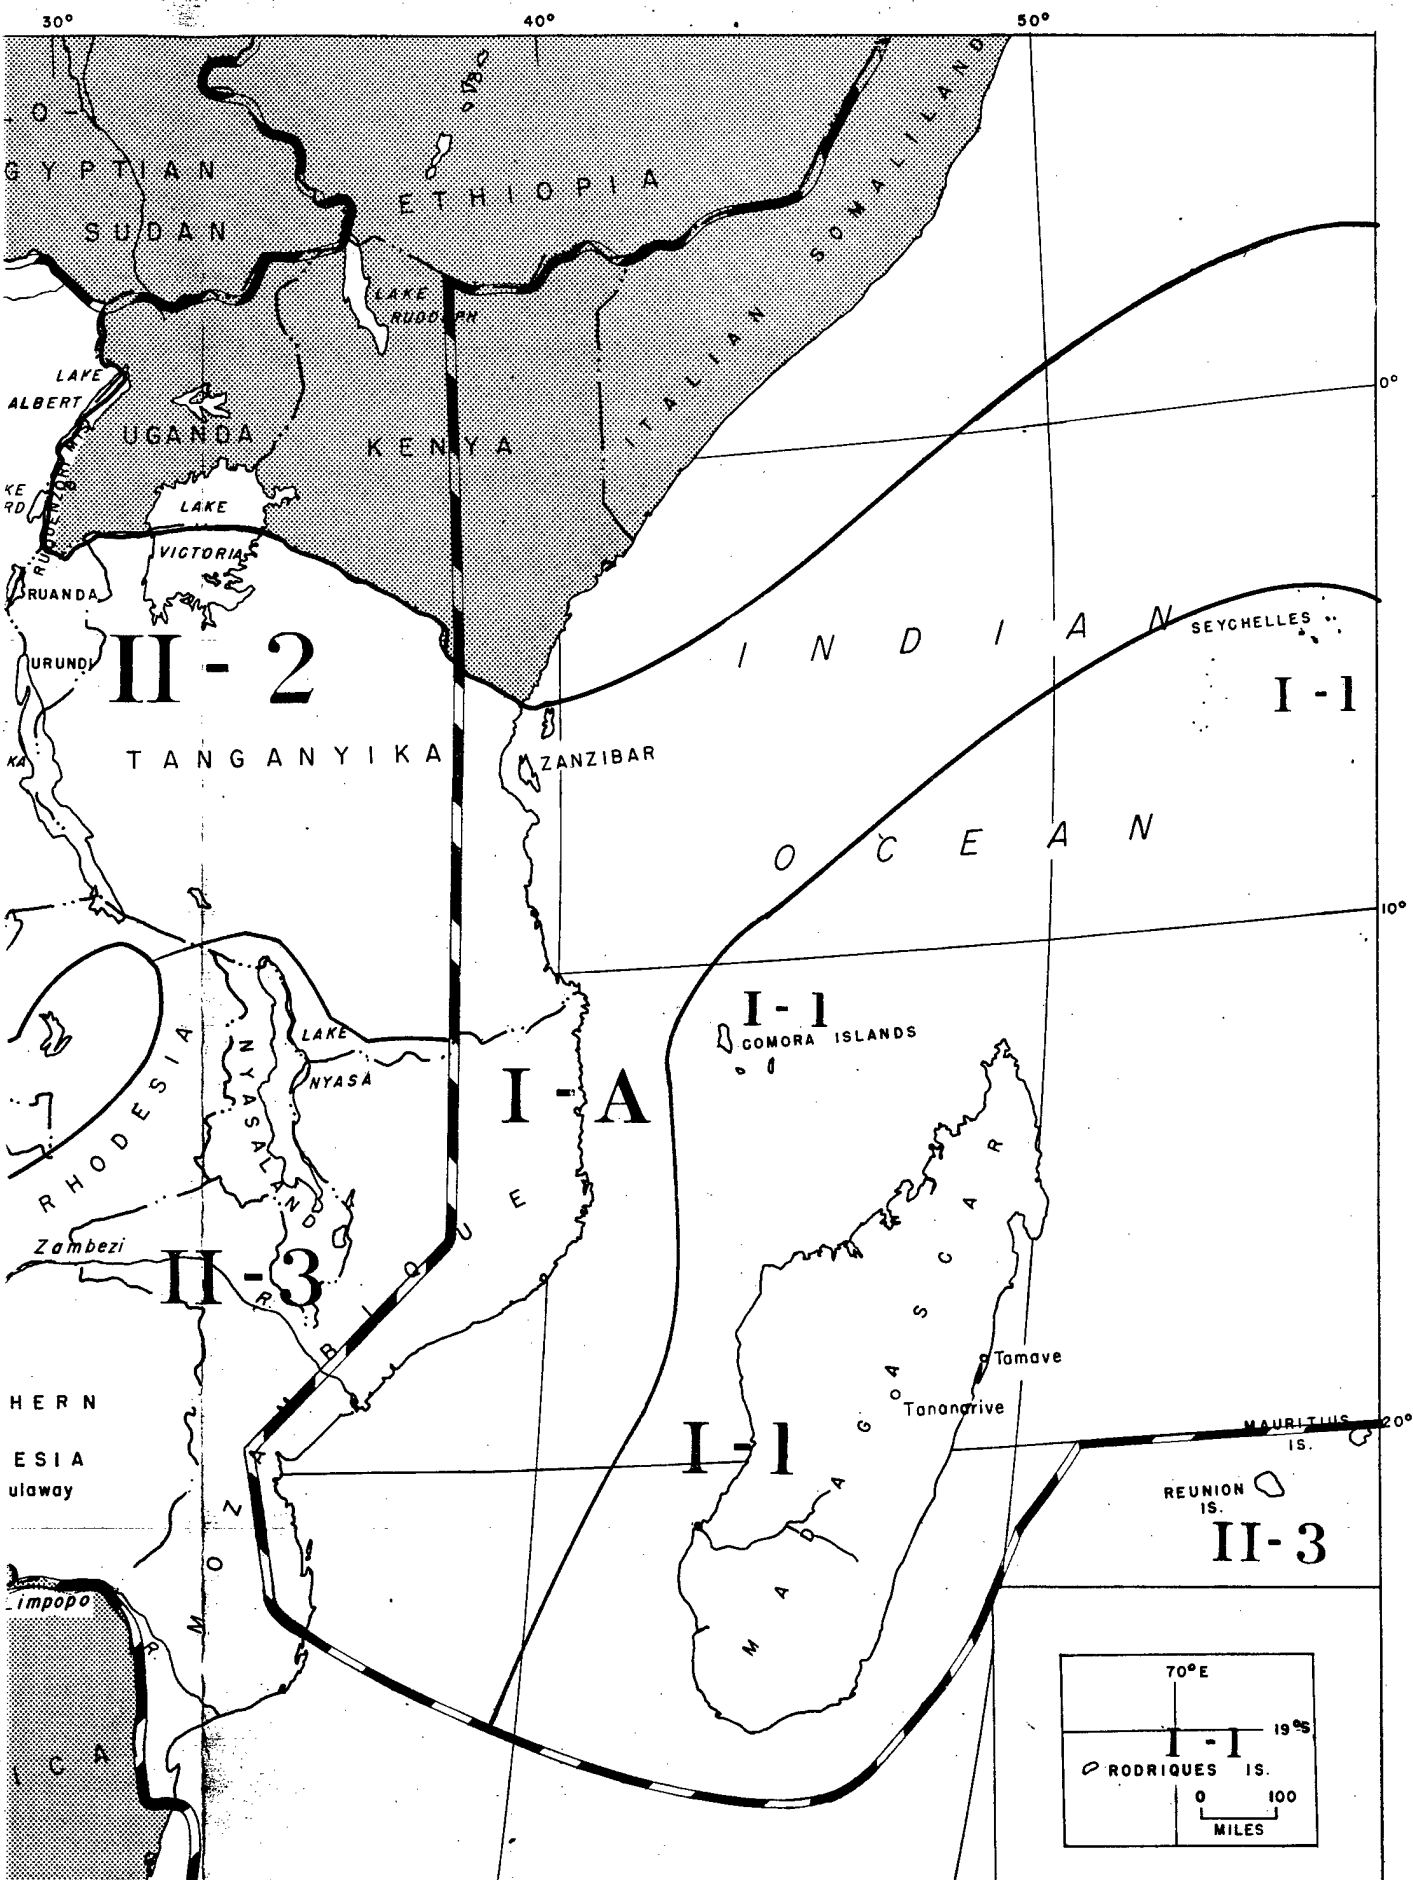 30° 40° 50°
GYPTIAN
SUDAN
ETHIOPIA
ITALIAN SOMALILAND
LAKE
RUDOLPH
LAKE
ALBERT
UGANDA
KENYA
0°
LAKE
VICTORIA
RUANDA
URUNDI
II - 2
INDIAN
SEYCHELLES
I - 1
TANGANYIKA
ZANZIBAR
OCEAN
10°
I - 1
COMORA ISLANDS
RHODESIA
NYASALAND
LAKE
NYASA
I - A
MOZAMBIQUE
MADAGASCAR
Zambezi
R
II - 3
Tamave
Tananarive
HERN
ESIA
ulaway
I - 1
MAURITIUS
IS.
20°
REUNION
IS.
II - 3
impopo
R
ICA
70° E
19° S
I - 1
RODRIQUES IS.
0 100
MILES